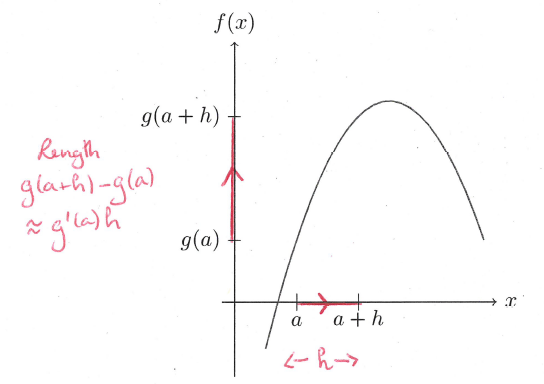 f(x)
g(a + h)
Length
g(a+h)-g(a)
≈ g'(a)h
g(a)
x
a
a + h
<- h ->